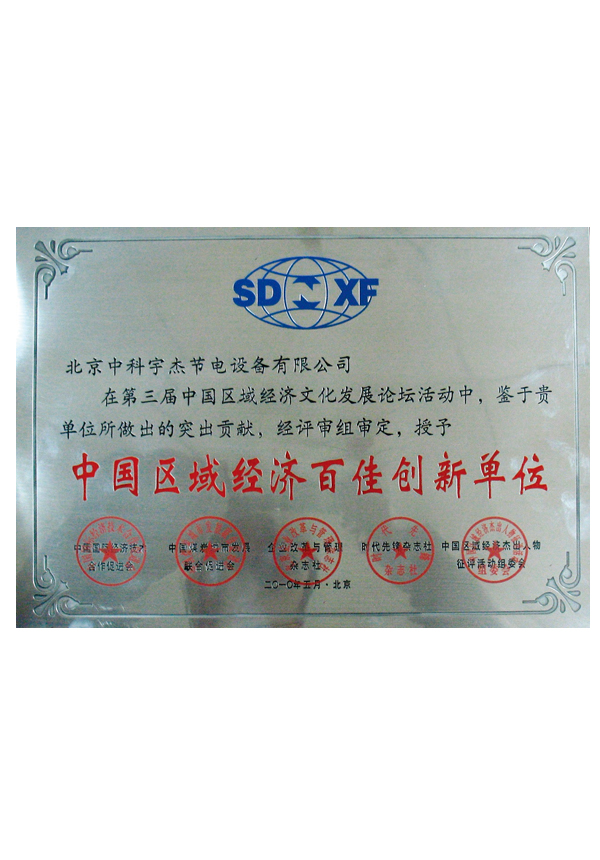 SD XF
北京中科宇杰节电设备有限公司
在第三届中国区域经济文化发展论坛活动中，鉴于贵
单位所做出的突出贡献，经评审组审定，授予
中国区域经济百佳创新单位
中国国际经济技术
合作促进会
中国煤炭城市发展
联合促进会
企业改革与管理
杂志社
时代先锋杂志社
中国区域经济杰出人物
征评活动组委会
二〇一〇年五月·北京